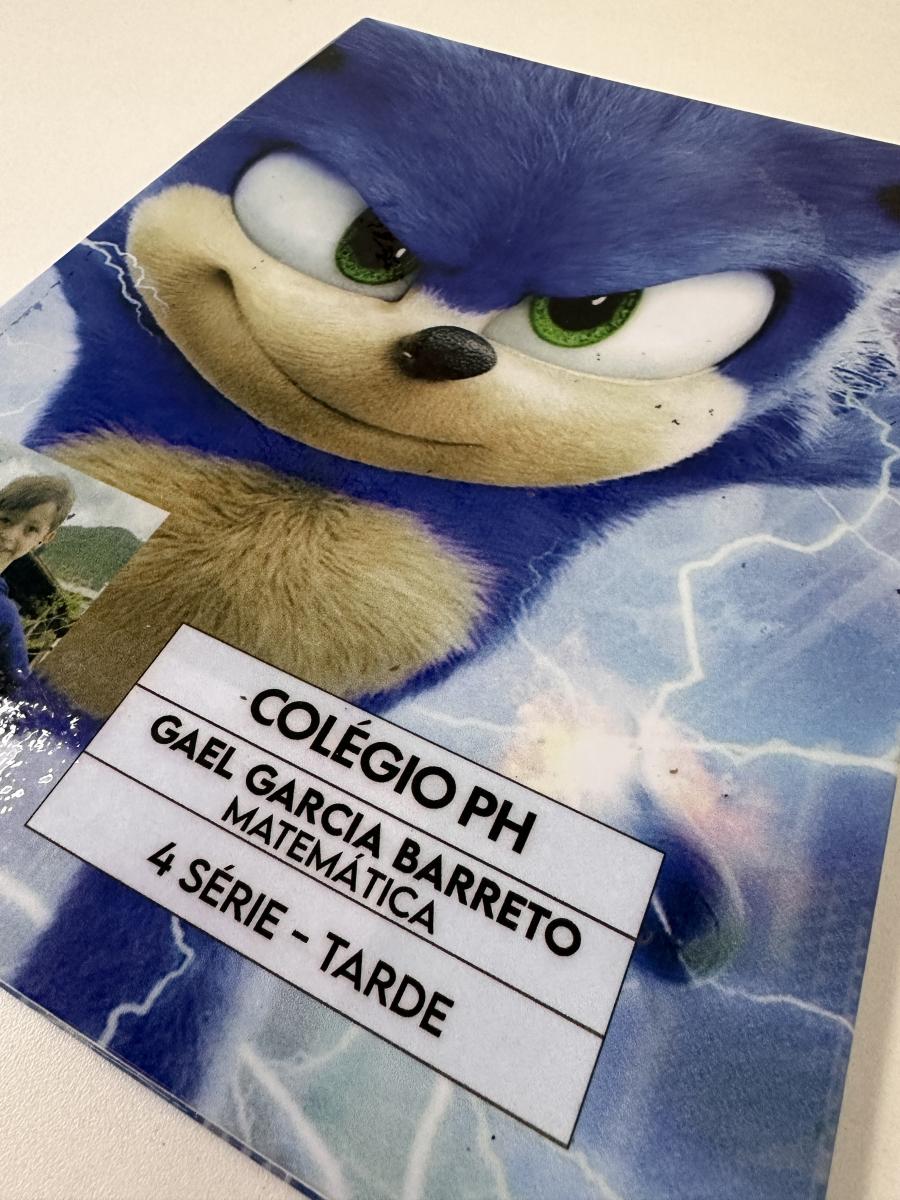 COLÉGIO PH
GAEL GARCIA BARRETO
MATEMÁTICA
4 SÉRIE - TARDE